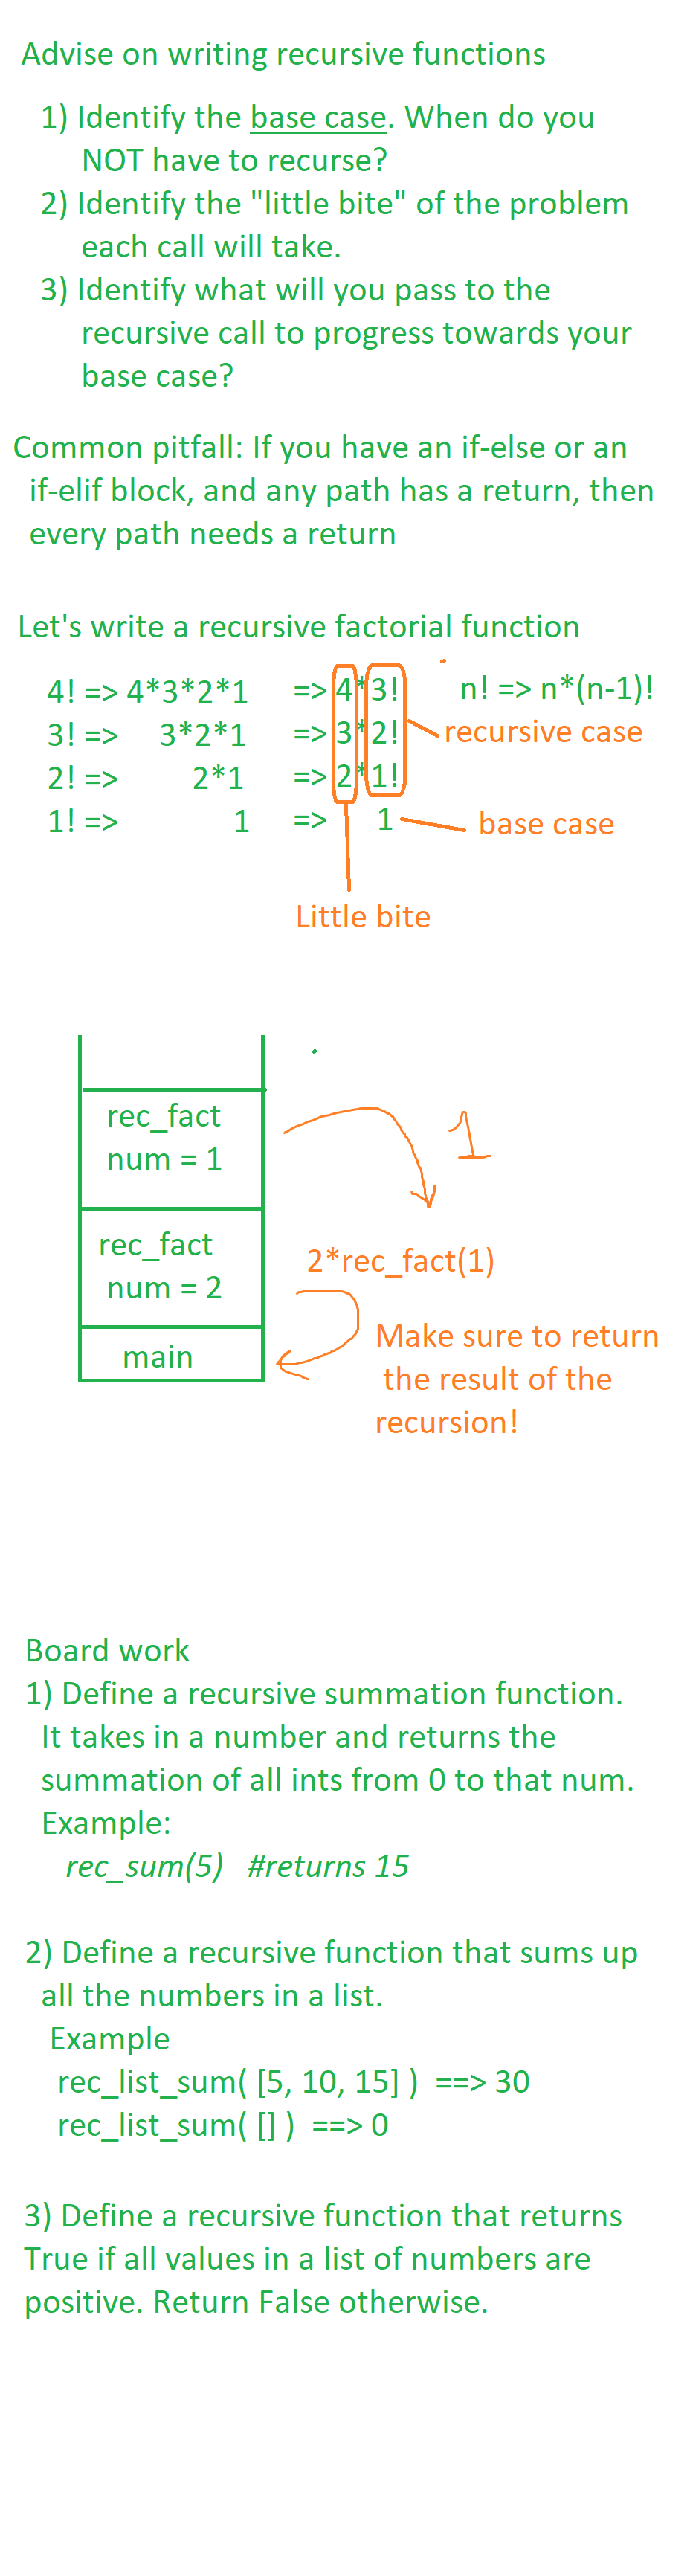 Advise on writing recursive functions
1) Identify the base case. When do you
NOT have to recurse?
2) Identify the "little bite" of the problem
each call will take.
3) Identify what will you pass to the
recursive call to progress towards your
base case?
Common pitfall: If you have an if-else or an
if-elif block, and any path has a return, then
every path needs a return
Let's write a recursive factorial function
4! => 4*3*2*1 => 4*3! n! => n*(n-1)!
3! => 3*2*1 => 3*2! recursive case
2! => 2*1 => 2*1!
1! => 1 => 1 base case
Little bite
rec_fact
num = 1
1
rec_fact
num = 2
2*rec_fact(1)
main
Make sure to return
the result of the
recursion!
Board work
1) Define a recursive summation function.
It takes in a number and returns the
summation of all ints from 0 to that num.
Example:
rec_sum(5) #returns 15
2) Define a recursive function that sums up
all the numbers in a list.
Example
rec_list_sum( [5, 10, 15] ) ==> 30
rec_list_sum( [] ) ==> 0
3) Define a recursive function that returns
True if all values in a list of numbers are
positive. Return False otherwise.